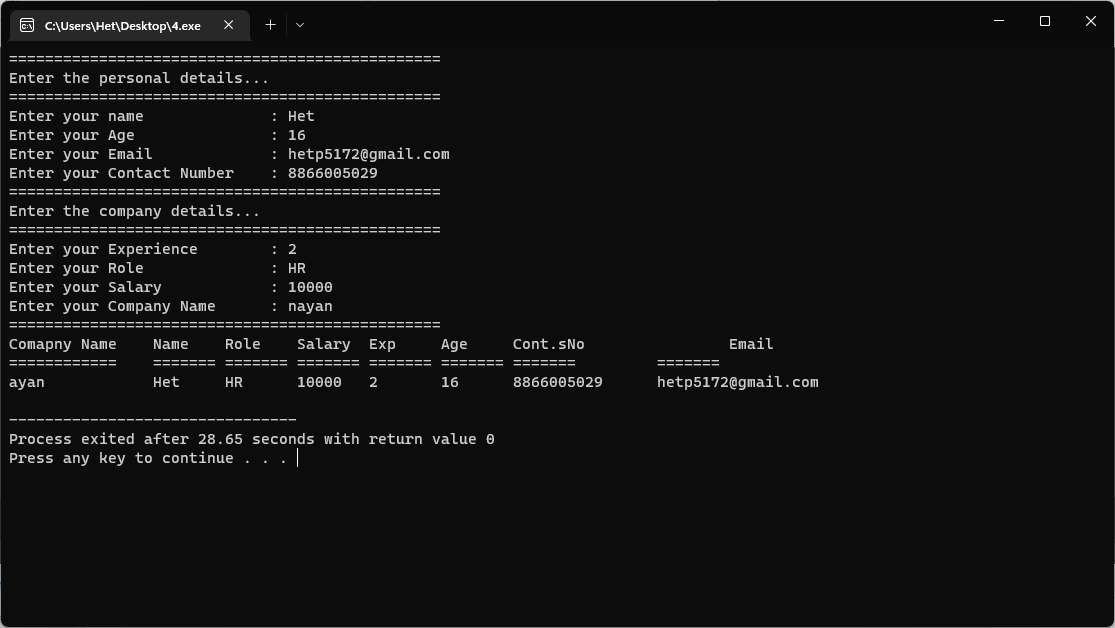 C:\Users\Het\Desktop\4.exe
================================================
Enter the personal details...
================================================
Enter your name              : Het
Enter your Age               : 16
Enter your Email             : hetp5172@gmail.com
Enter your Contact Number    : 8866005029
================================================
Enter the company details...
================================================
Enter your Experience        : 2
Enter your Role              : HR
Enter your Salary            : 10000
Enter your Company Name      : nayan
================================================
Comapny Name    Name    Role    Salary  Exp     Age     Cont.sNo                Email
============    ======= ======= ======= ======= ======= =======         =======
ayan            Het     HR      10000   2       16      8866005029      hetp5172@gmail.com
--------------------------------
Process exited after 28.65 seconds with return value 0
Press any key to continue . . .